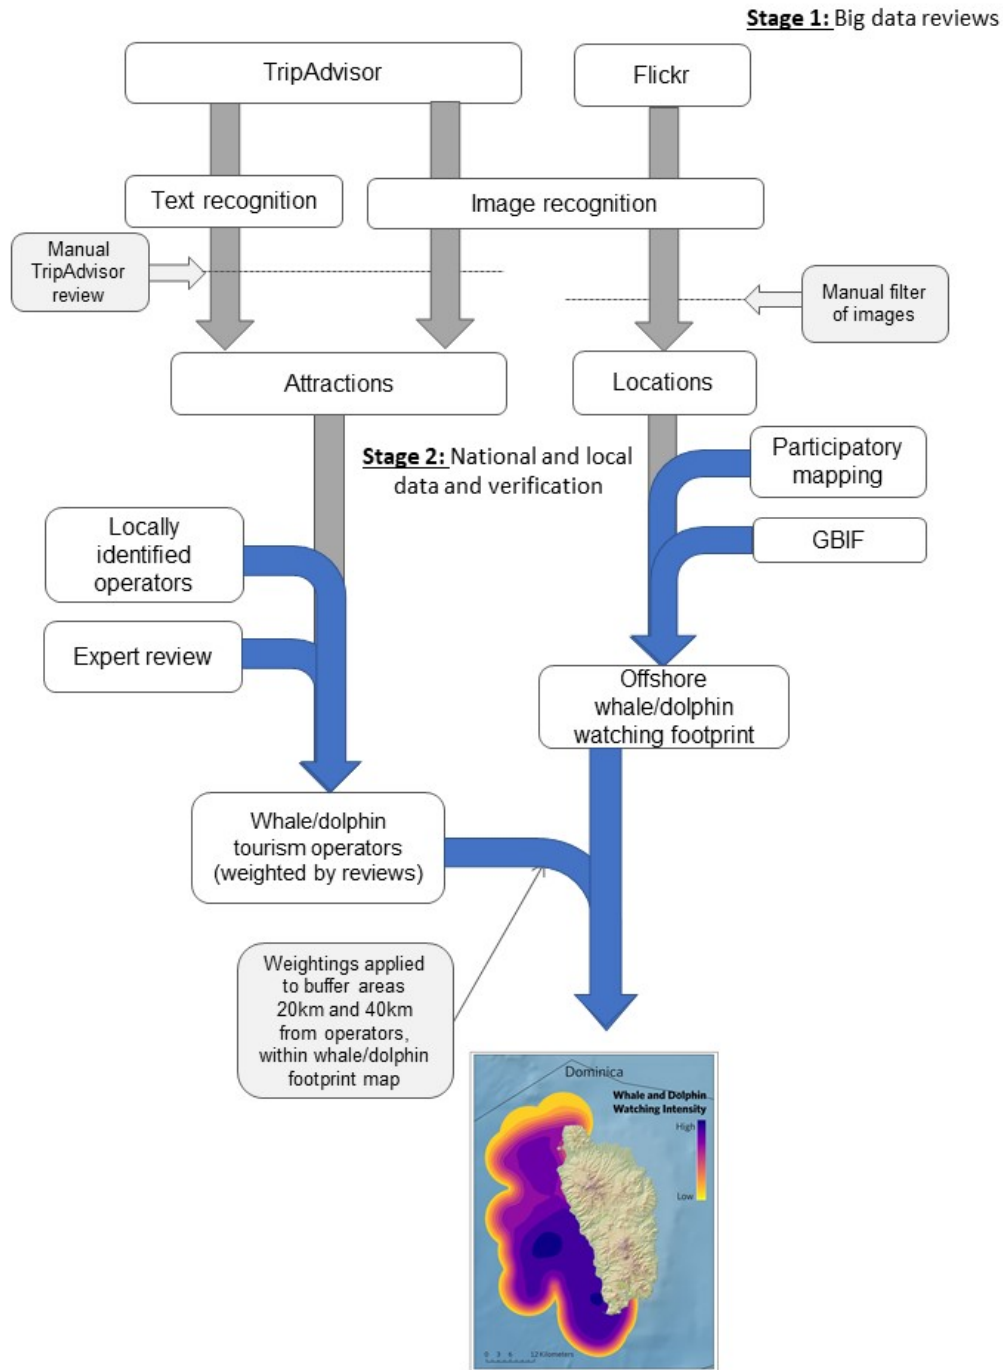 Stage 1: Big data reviews
TripAdvisor
Flickr
Text recognition
Image recognition
Manual
TripAdvisor
review
Manual filter
of images
Attractions
Locations
Stage 2: National and local
data and verification
Participatory
mapping
GBIF
Locally
identified
operators
Expert review
Offshore
whale/dolphin
watching footprint
Whale/dolphin
tourism operators
(weighted by reviews)
Weightings applied
to buffer areas
20km and 40km
from operators,
within whale/dolphin
footprint map
Dominica
Whale and Dolphin
Watching Intensity
High
Low
0 3 6 12 Kilometers